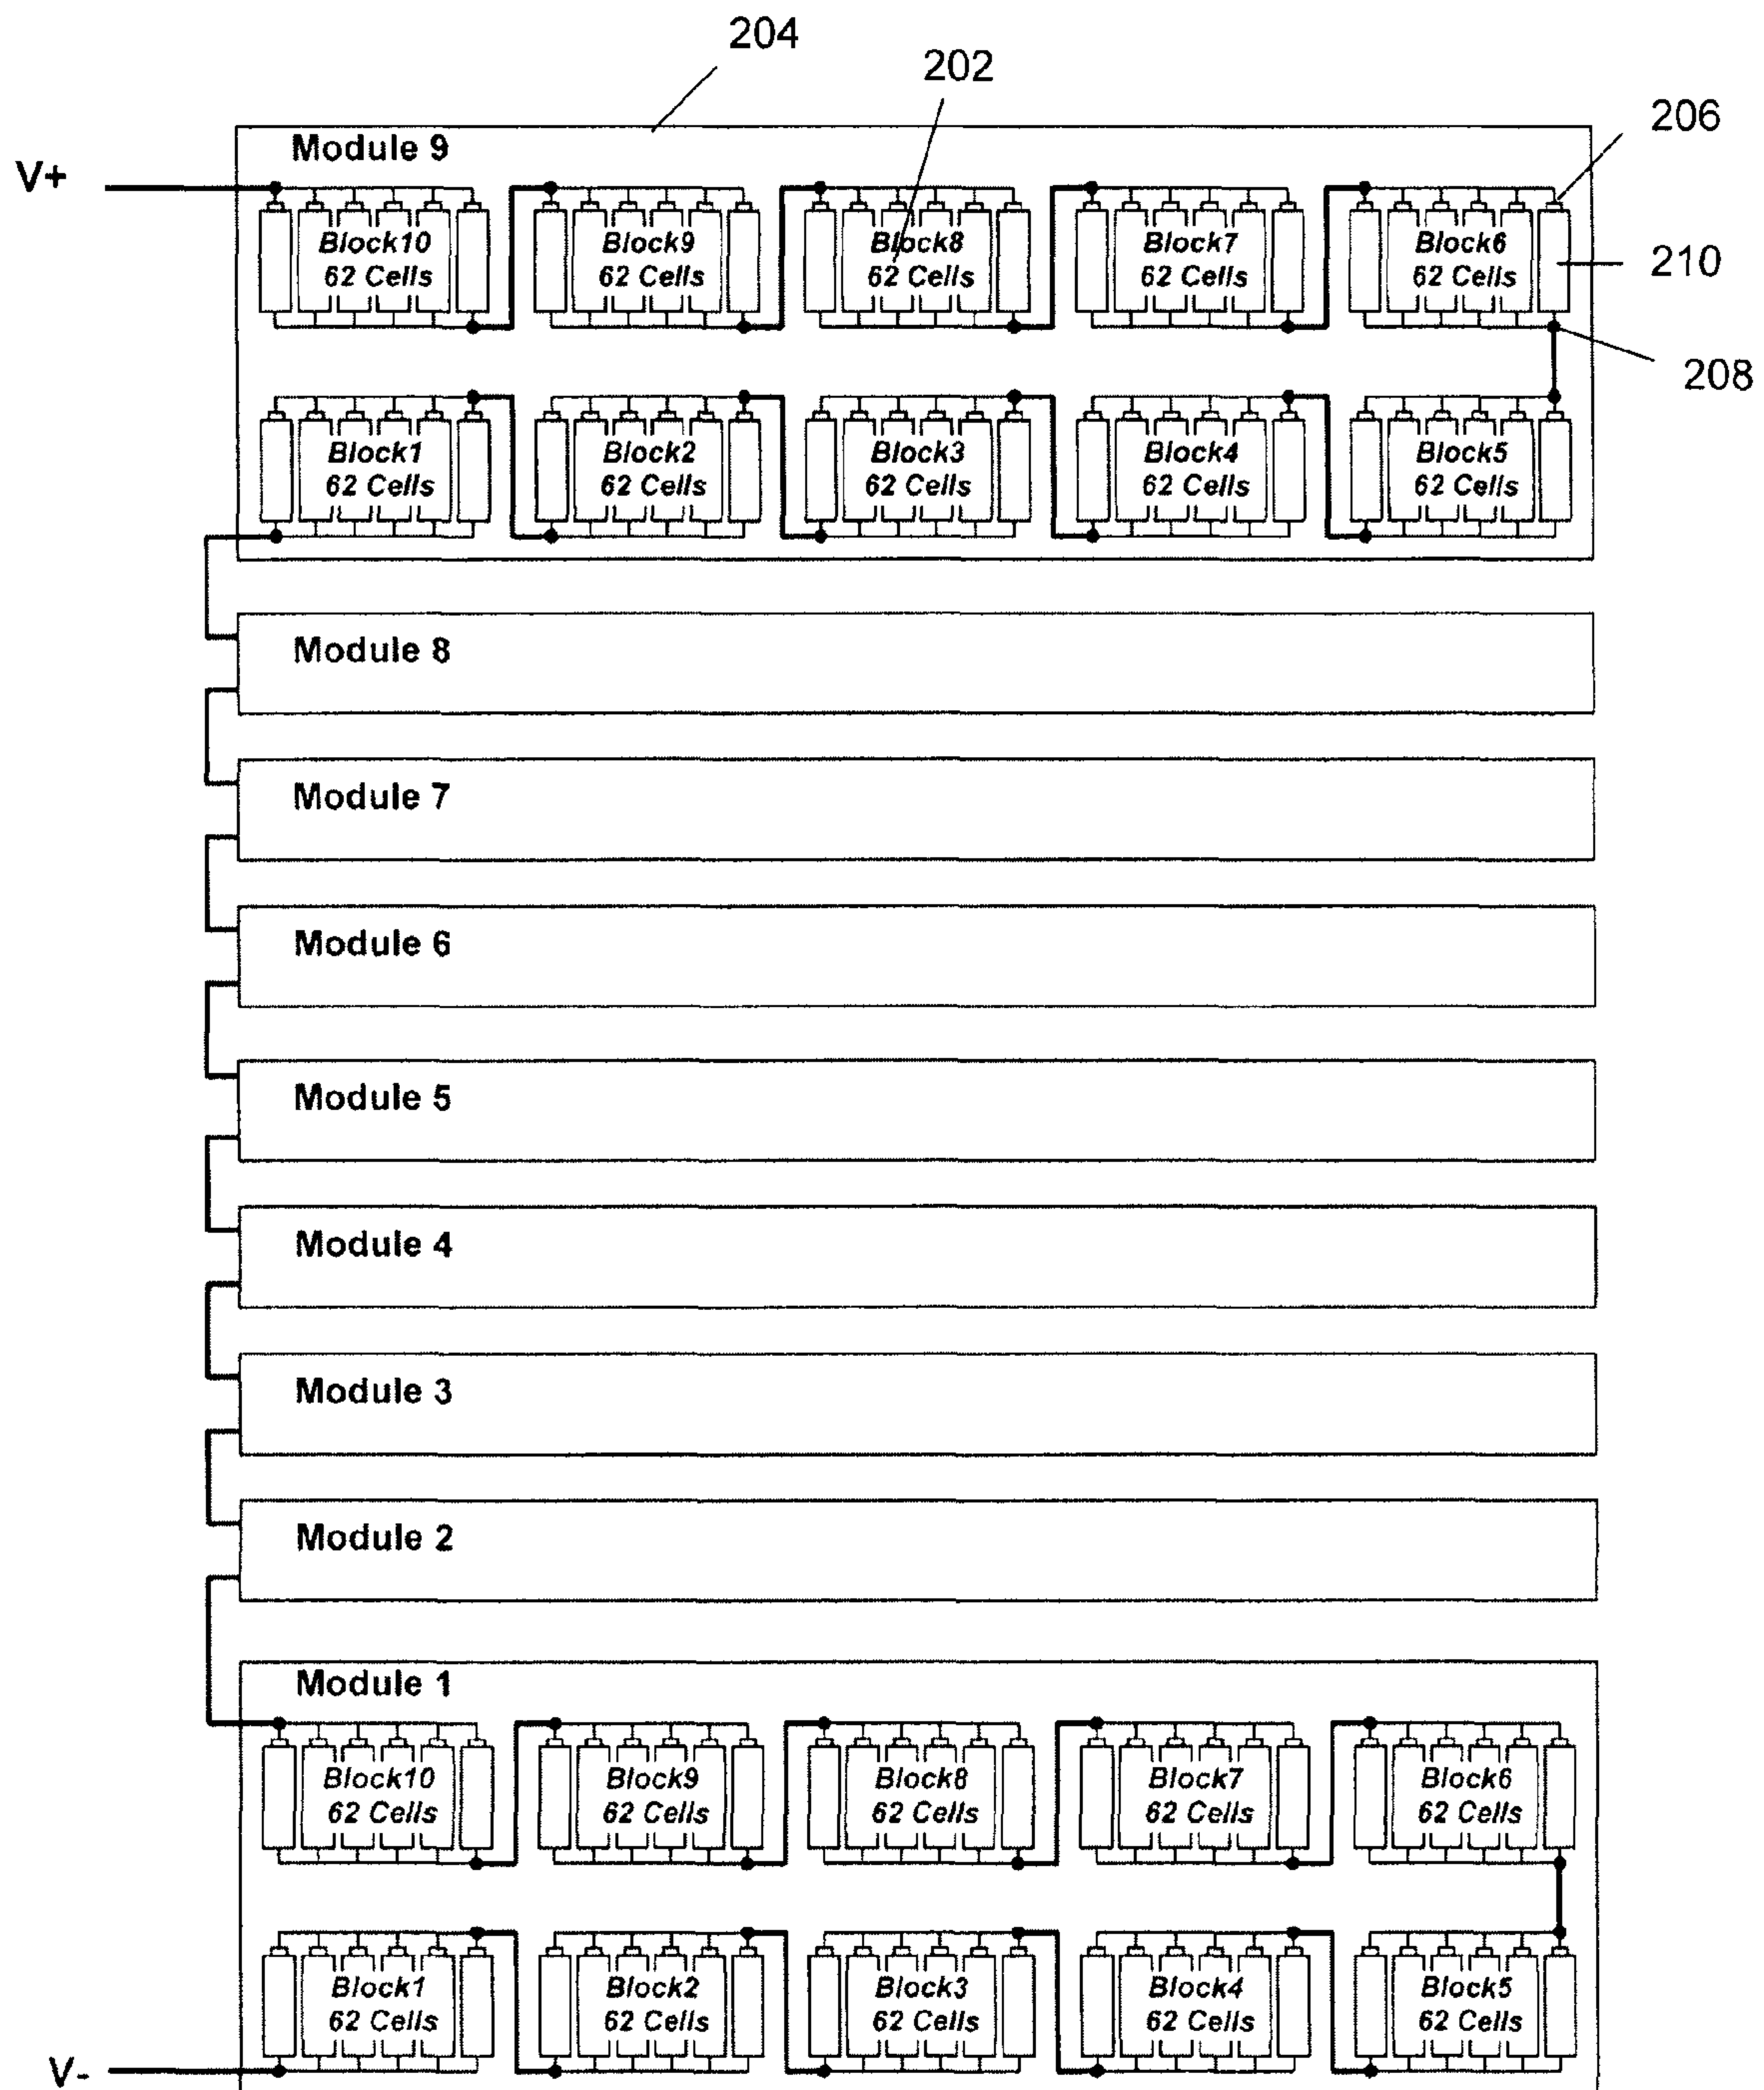 204
202
206
Module 9
V+
Block10
62 Cells
Block9
62 Cells
Block8
62 Cells
Block7
62 Cells
Block6
62 Cells
210
208
Block1
62 Cells
Block2
62 Cells
Block3
62 Cells
Block4
62 Cells
Block5
62 Cells
Module 8
Module 7
Module 6
Module 5
Module 4
Module 3
Module 2
Module 1
Block10
62 Cells
Block9
62 Cells
Block8
62 Cells
Block7
62 Cells
Block6
62 Cells
Block1
62 Cells
Block2
62 Cells
Block3
62 Cells
Block4
62 Cells
Block5
62 Cells
V-